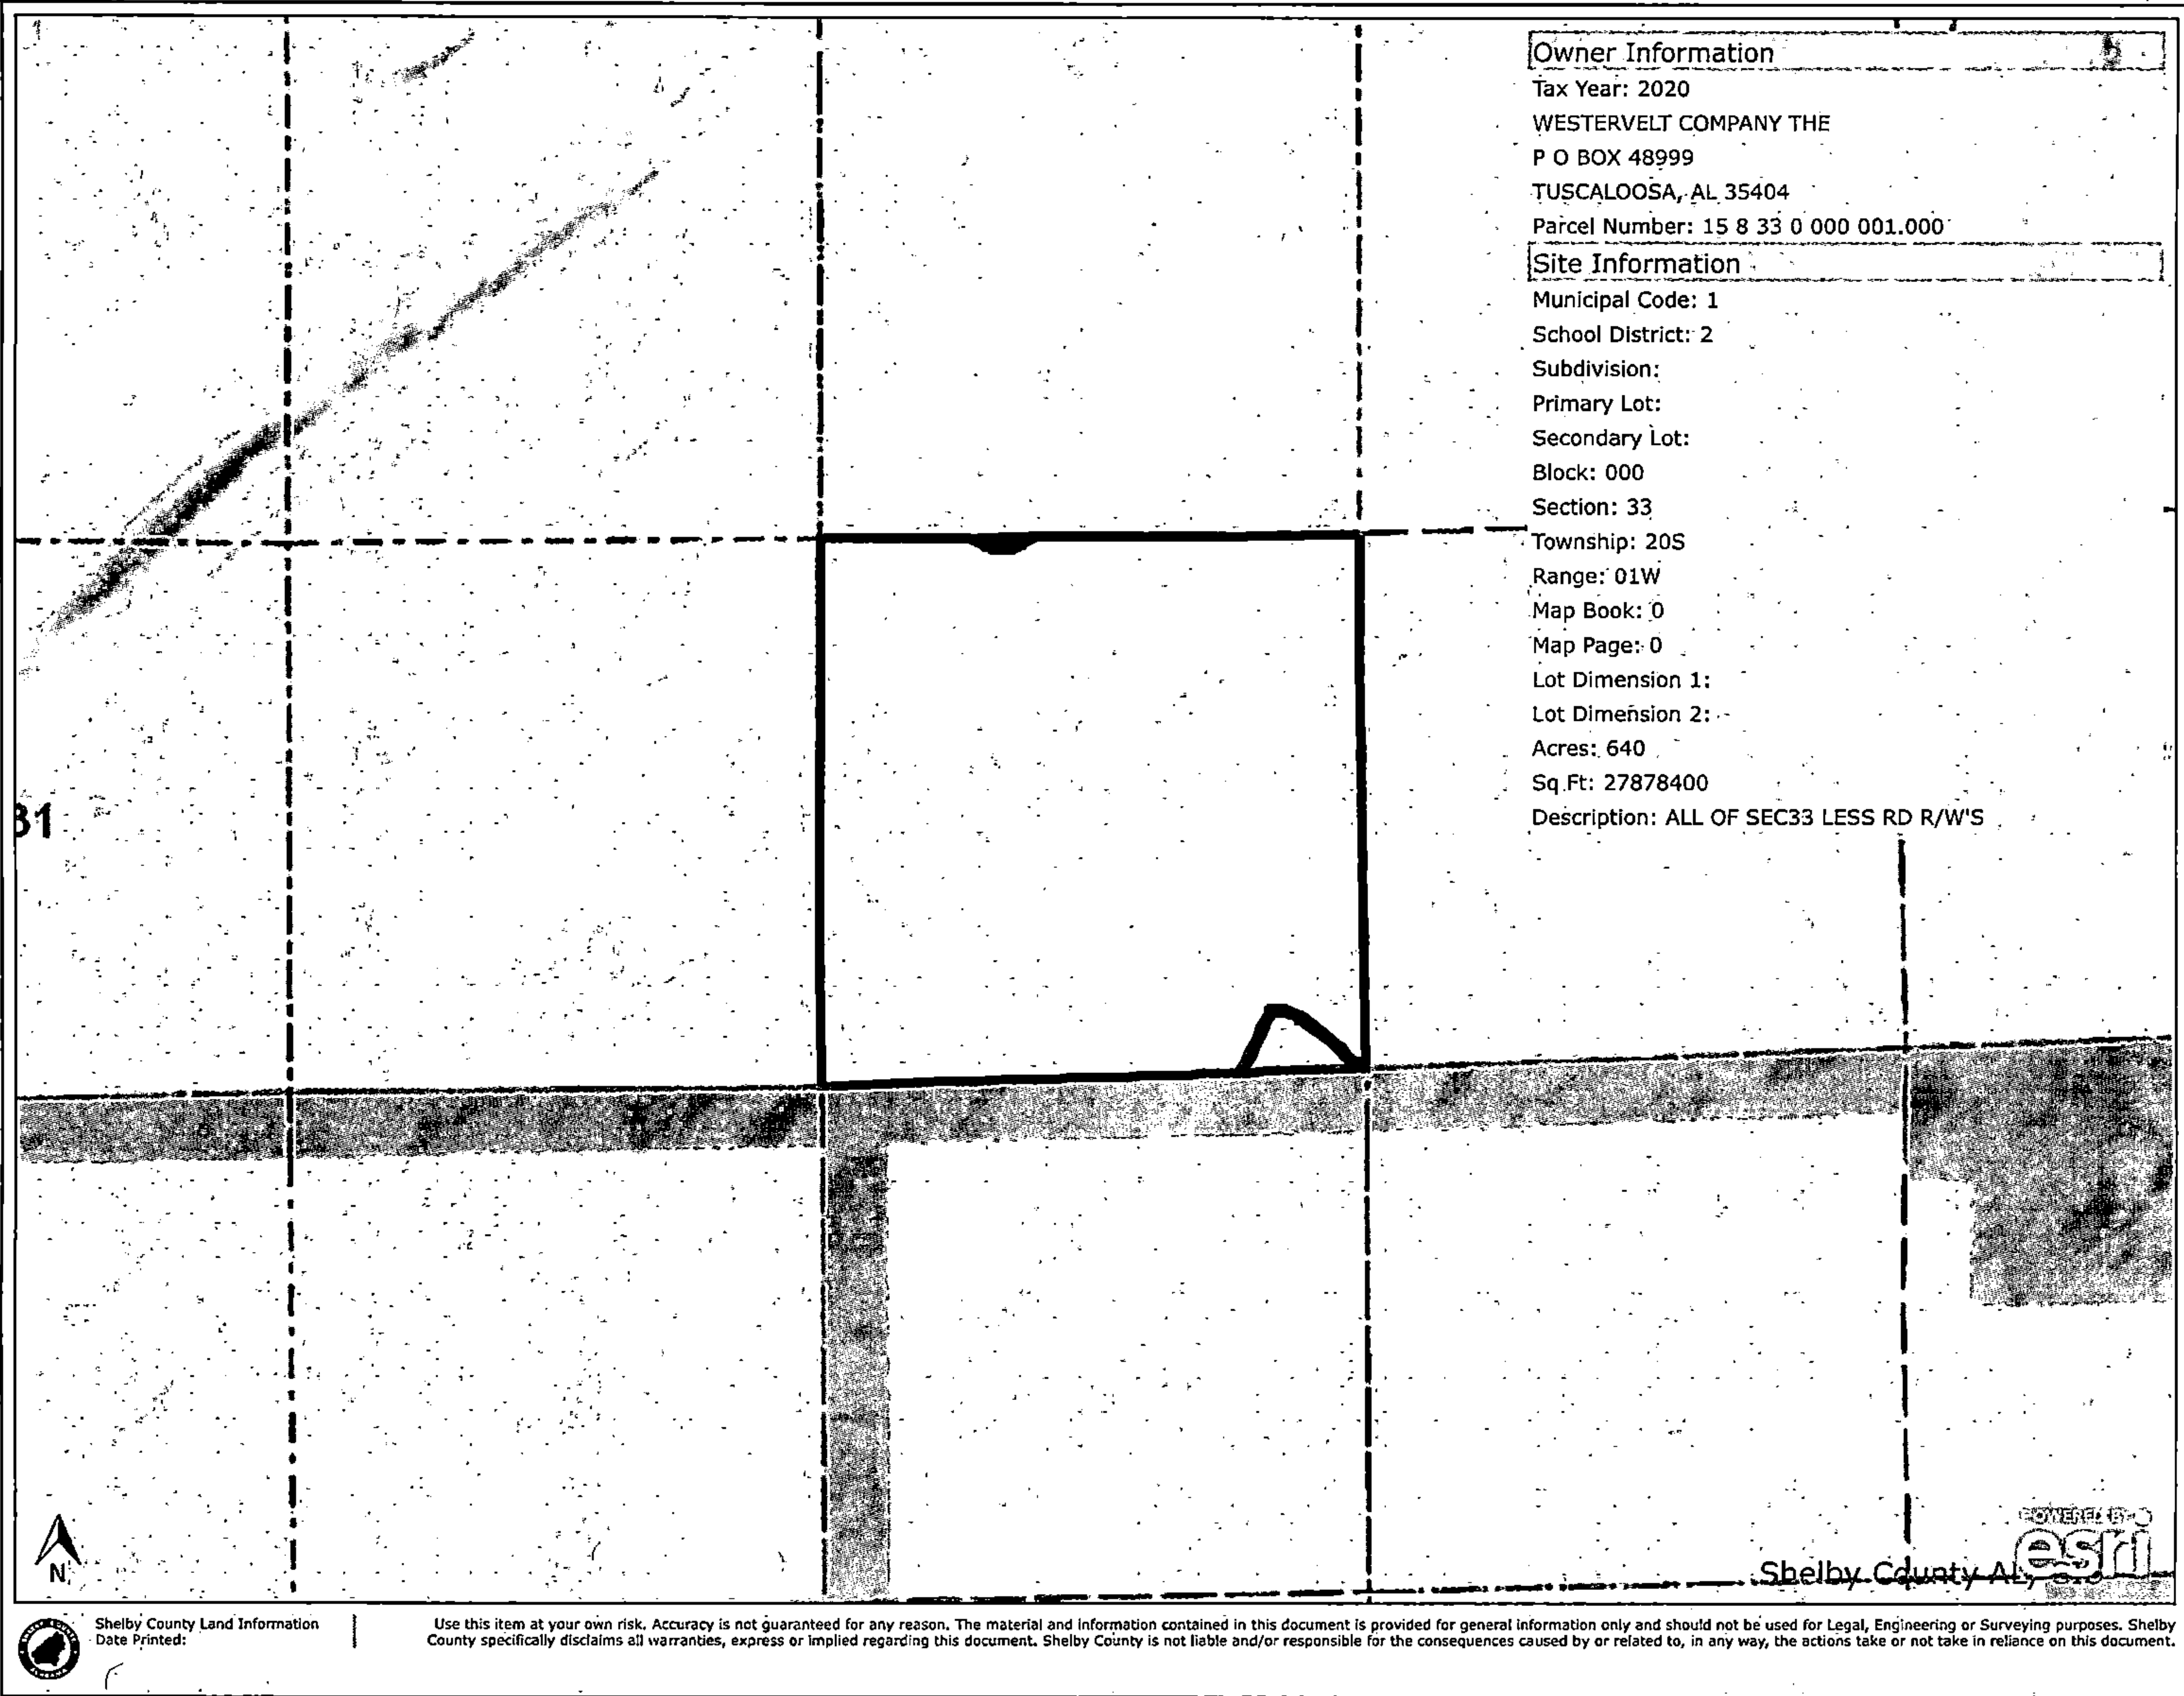 Owner Information
Tax Year: 2020
WESTERVELT COMPANY THE
P O BOX 48999
TUSCALOOSA, AL 35404
Parcel Number: 15 8 33 0 000 001.000
Site Information
Municipal Code: 1
School District: 2
Subdivision:
Primary Lot:
Secondary Lot:
Block: 000
Section: 33
Township: 20S
Range: 01W
Map Book: 0
Map Page: 0
Lot Dimension 1:
Lot Dimension 2:
Acres: 640
Sq.Ft: 27878400
Description: ALL OF SEC33 LESS RD R/W'S
31
N
POWERED BY
esri
Shelby County AL,
Shelby County Land Information
Date Printed:
Use this item at your own risk. Accuracy is not guaranteed for any reason. The material and information contained in this document is provided for general information only and should not be used for Legal, Engineering or Surveying purposes. Shelby
County specifically disclaims all warranties, express or implied regarding this document. Shelby County is not liable and/or responsible for the consequences caused by or related to, in any way, the actions take or not take in reliance on this document.